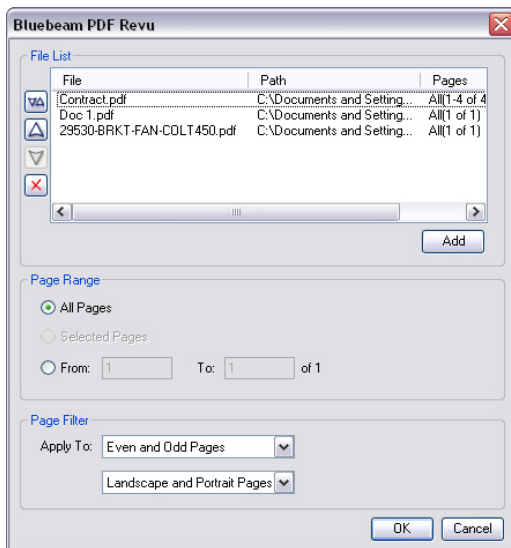 Bluebeam PDF Revu
File List
File Path Pages
Contract.pdf C:\Documents and Setting... All(1-4 of 4
Doc 1.pdf C:\Documents and Setting... All(1 of 1)
29530-BRKT-FAN-COLT450.pdf C:\Documents and Setting... All(1 of 1)
Add
Page Range
All Pages
Selected Pages
From: 1 To: 1 of 1
Page Filter
Apply To: Even and Odd Pages
Landscape and Portrait Pages
OK Cancel